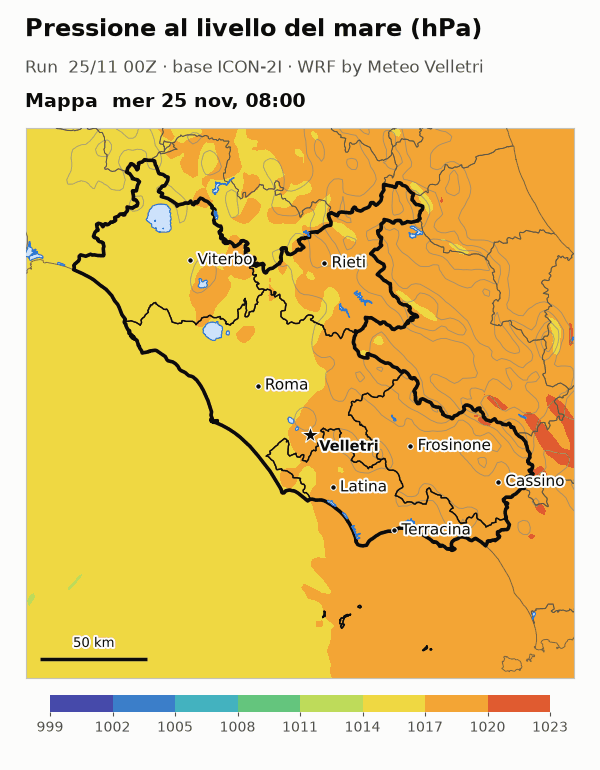 Pressione al livello del mare (hPa)
Run  25/11 00Z · base ICON-2I · WRF by Meteo Velletri
Mappa  mer 25 nov, 08:00
Viterbo
Rieti
Roma
Velletri
Frosinone
Latina
Cassino
Terracina
50 km
999 1002 1005 1008 1011 1014 1017 1020 1023